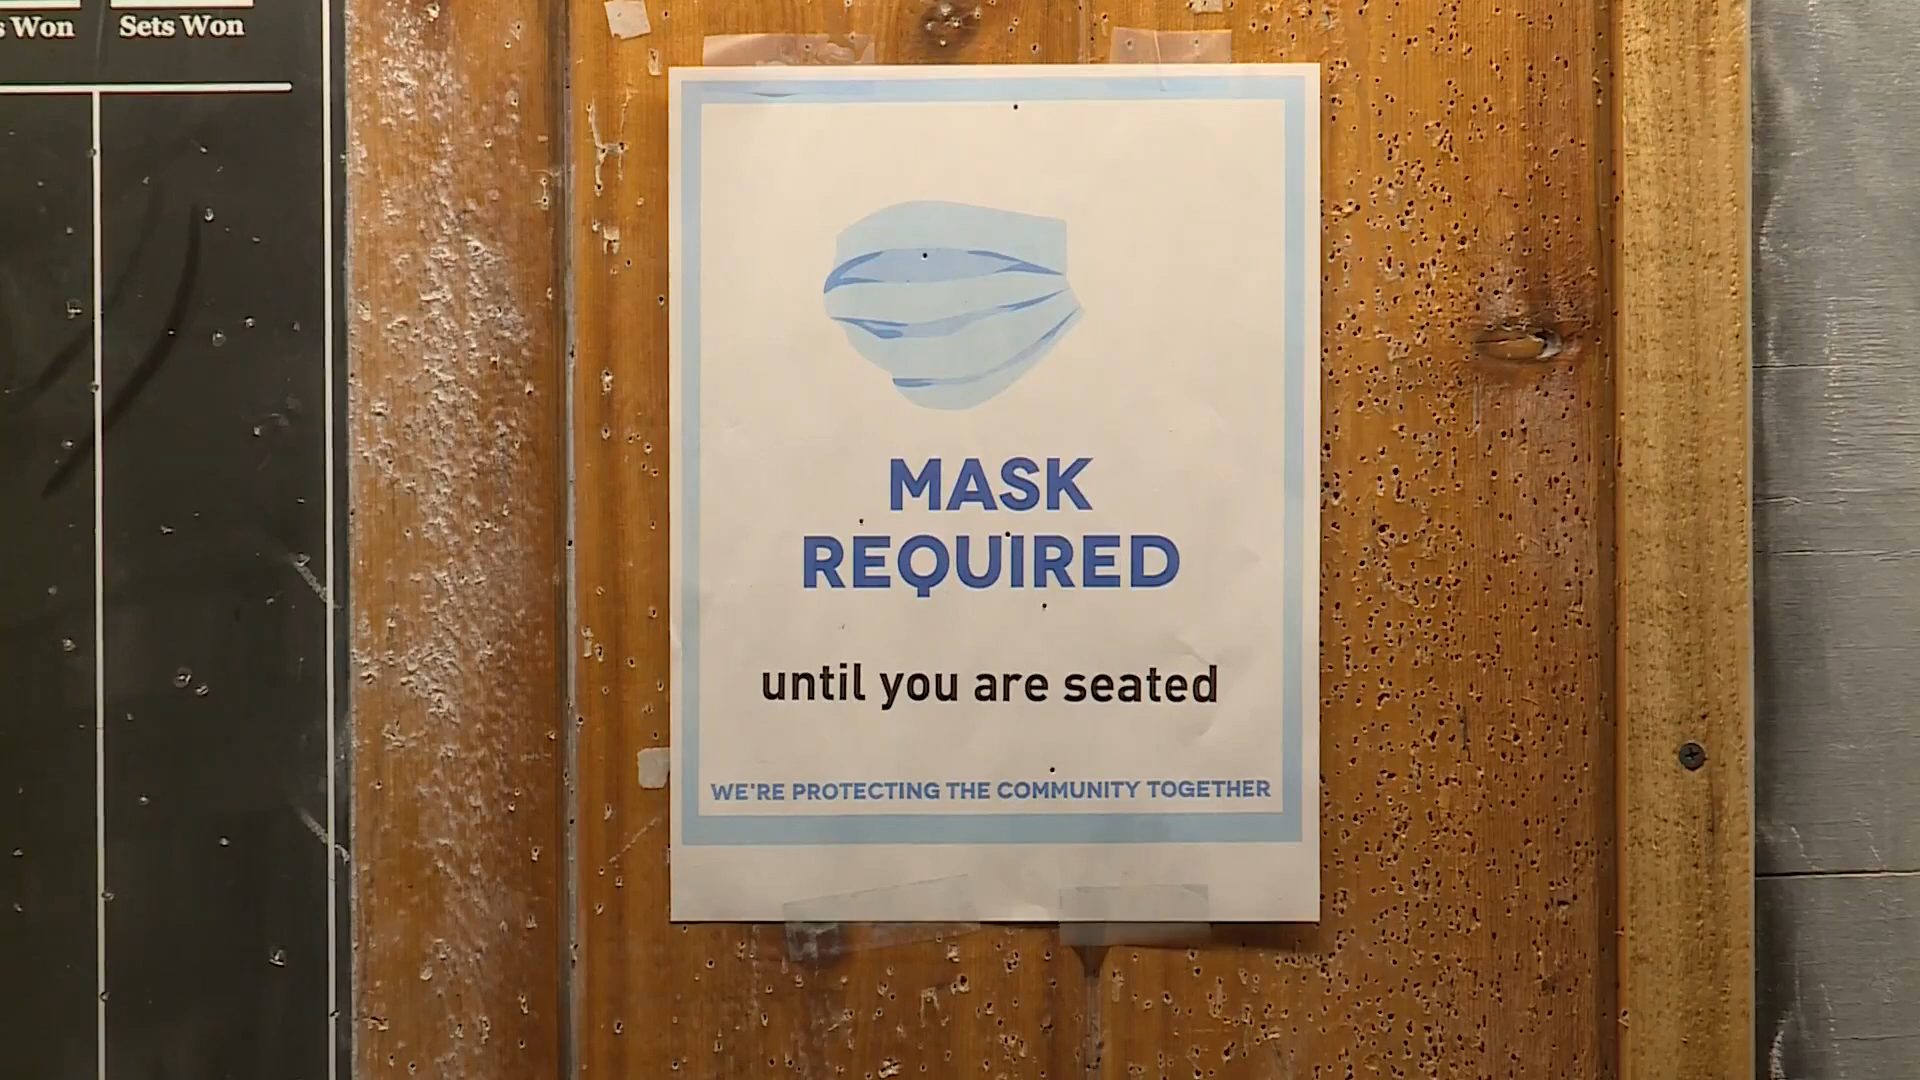 s Won
Sets Won
MASK
REQUIRED
until you are seated
WE'RE PROTECTING THE COMMUNITY TOGETHER